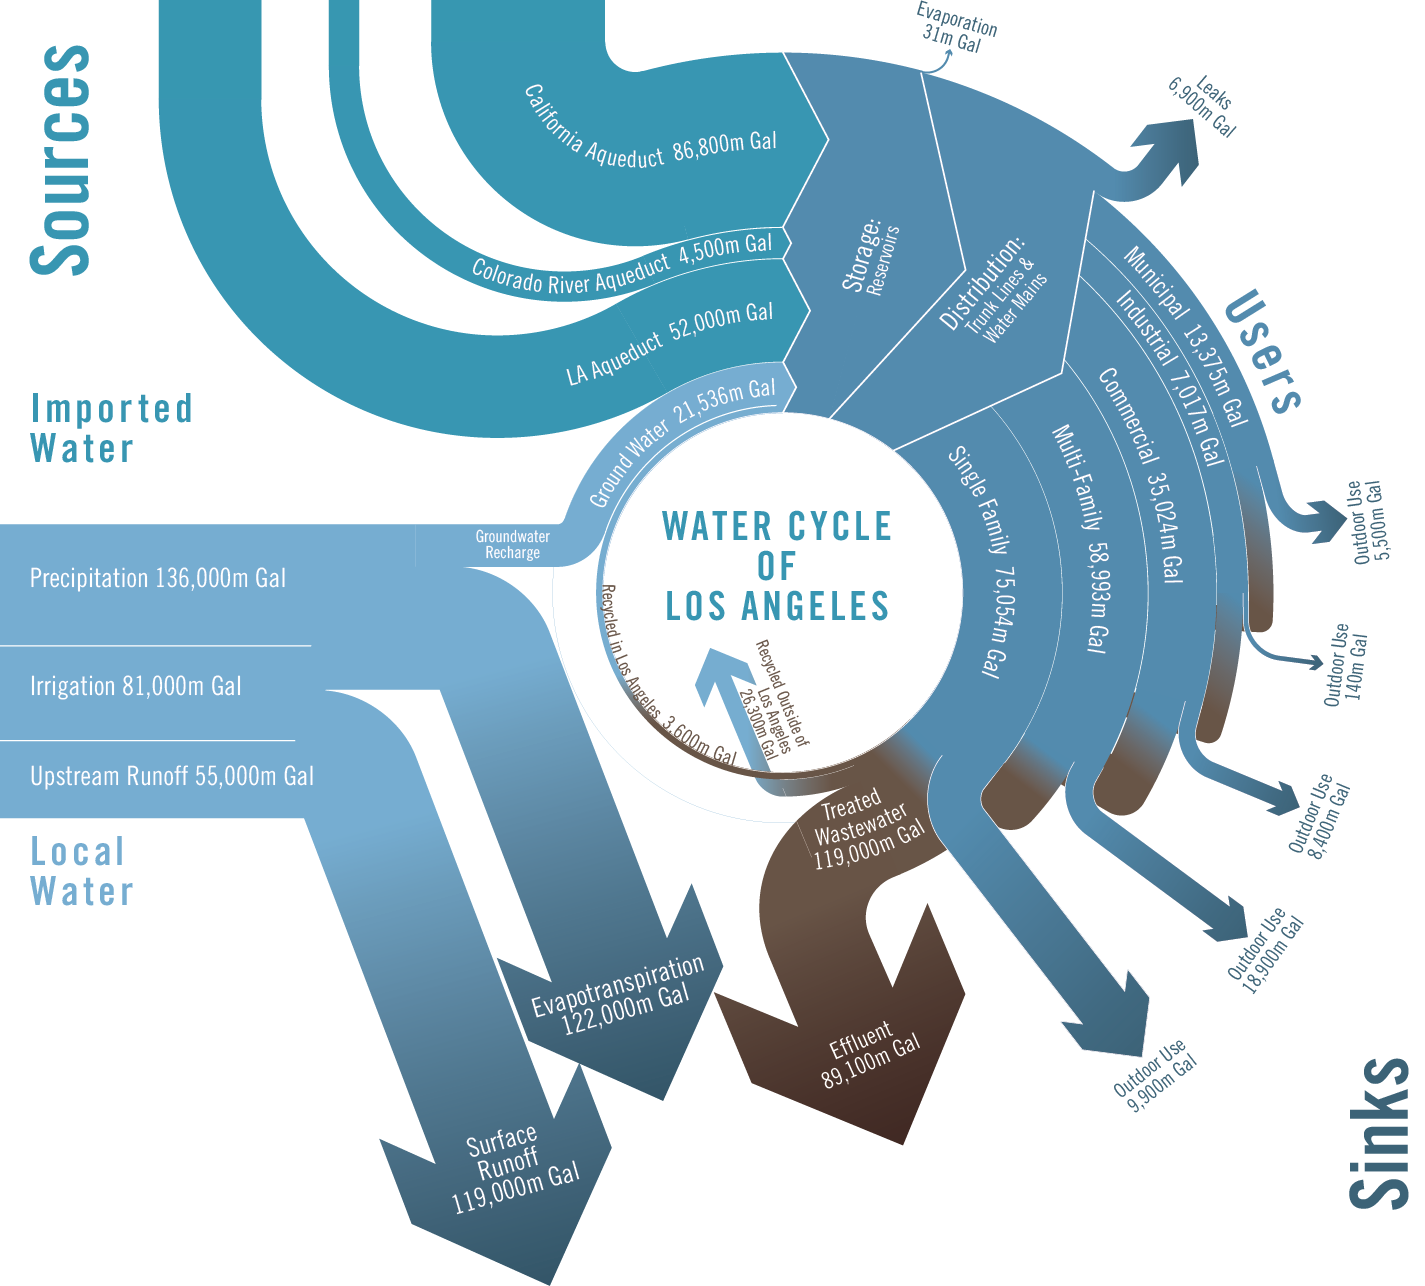 Sources
Imported
Water
California Aqueduct 86,800m Gal
Colorado River Aqueduct 4,500m Gal
LA Aqueduct 52,000m Gal
Ground Water 21,536m Gal
Groundwater
Recharge
Precipitation 136,000m Gal
Irrigation 81,000m Gal
Upstream Runoff 55,000m Gal
Local
Water
Evapotranspiration
122,000m Gal
Surface
Runoff
119,000m Gal
WATER CYCLE
OF
LOS ANGELES
Storage:
Reservoirs
Evaporation
31m Gal
Distribution:
Trunk Lines &
Water Mains
Leaks
6,900m Gal
Users
Municipal 13,375m Gal
Industrial 7,017m Gal
Commercial 35,024m Gal
Multi-Family 58,993m Gal
Single Family 75,054m Gal
Outdoor Use
5,500m Gal
Outdoor Use
140m Gal
Outdoor Use
8,400m Gal
Outdoor Use
18,900m Gal
Outdoor Use
9,900m Gal
Recycled in Los Angeles 3,600m Gal
Recycled Outside of
Los Angeles
26,300m Gal
Treated
Wastewater
119,000m Gal
Effluent
89,100m Gal
Sinks